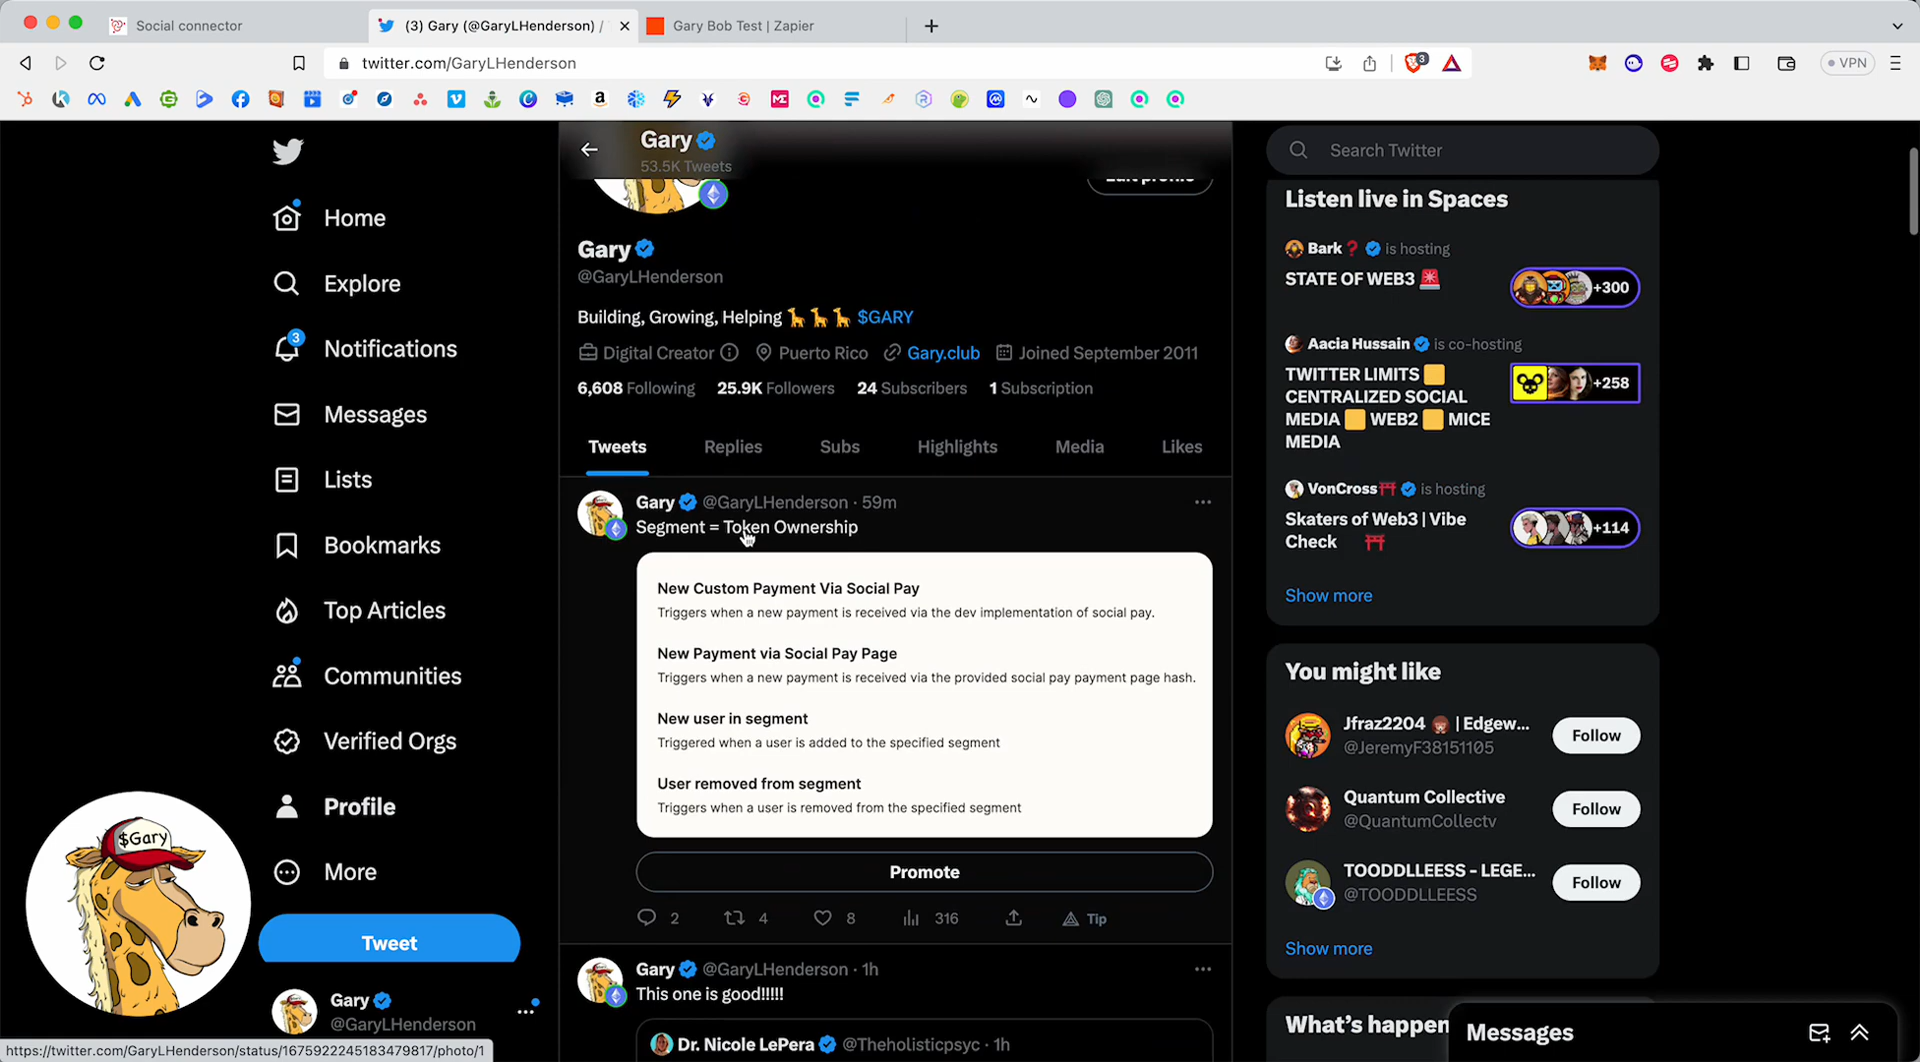 Social connector
(3) Gary (@GaryLHenderson) /
Gary Bob Test | Zapier
twitter.com/GaryLHenderson
3
VPN
Gary
53.5K Tweets
Edit profile
Gary
@GaryLHenderson
Building, Growing, Helping 🦒🦒🦒 $GARY
Digital Creator Puerto Rico Gary.club Joined September 2011
6,608 Following 25.9K Followers 24 Subscribers 1 Subscription
Tweets Replies Subs Highlights Media Likes
Gary @GaryLHenderson · 59m
Segment = Token Ownership
New Custom Payment Via Social Pay
Triggers when a new payment is received via the dev implementation of social pay.
New Payment via Social Pay Page
Triggers when a new payment is received via the provided social pay payment page hash.
New user in segment
Triggered when a user is added to the specified segment
User removed from segment
Triggers when a user is removed from the specified segment
Promote
2 4 8 316 Tip
Gary @GaryLHenderson · 1h
This one is good!!!!!
Dr. Nicole LePera @Theholisticpsyc · 1h
Home
Explore
3
Notifications
Messages
Lists
Bookmarks
Top Articles
Communities
Verified Orgs
Profile
More
Tweet
$Gary
Gary
@GaryLHenderson
https://twitter.com/GaryLHenderson/status/1675922245183479817/photo/1
Search Twitter
Listen live in Spaces
Bark❓ is hosting
STATE OF WEB3 🚨
+300
Aacia Hussain is co-hosting
TWITTER LIMITS 🟨
CENTRALIZED SOCIAL
MEDIA 🟨 WEB2 🟨 MICE
MEDIA
+258
VonCross⛩ is hosting
Skaters of Web3 | Vibe
Check ⛩
+114
Show more
You might like
Jfraz2204 | Edgew...
@JeremyF38151105
Follow
Quantum Collective
@QuantumCollectv
Follow
TOODDLLEESS - LEGE...
@TOODDLLEESS
Follow
Show more
What's happen
Messages